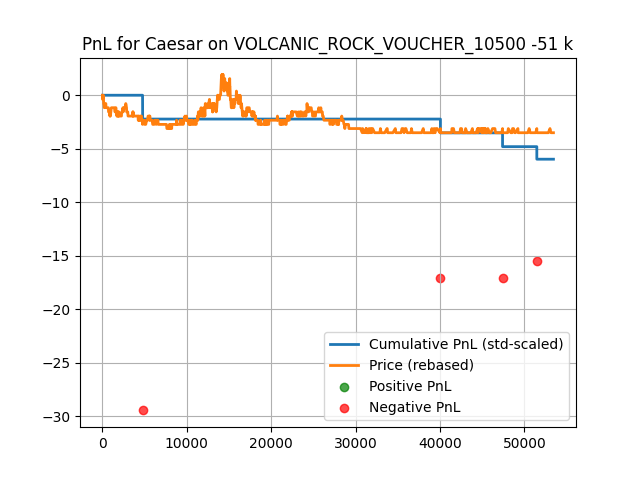 PnL for Caesar on VOLCANIC_ROCK_VOUCHER_10500 -51 k
0
−5
−10
−15
−20
−25
−30
Cumulative PnL (std-scaled)
Price (rebased)
Positive PnL
Negative PnL
0 10000 20000 30000 40000 50000